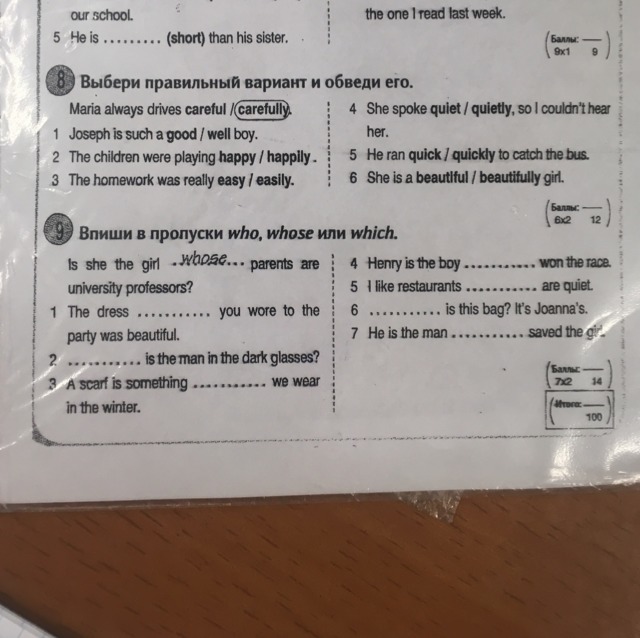 our school.
5 He is ......... (short) than his sister.
the one I read last week.
(Баллы: ___
9x1 9)
8 Выбери правильный вариант и обведи его.
Maria always drives careful / carefully.
1 Joseph is such a good / well boy.
2 The children were playing happy / happily.
3 The homework was really easy / easily.
4 She spoke quiet / quietly, so I couldn't hear
her.
5 He ran quick / quickly to catch the bus.
6 She is a beautiful / beautifully girl.
(Баллы: ___
6x2 12)
9 Впиши в пропуски who, whose или which.
Is she the girl .whose... parents are
university professors?
1 The dress ........... you wore to the
party was beautiful.
2 ........... is the man in the dark glasses?
3 A scarf is something ........... we wear
in the winter.
4 Henry is the boy ........... won the race.
5 I like restaurants ........... are quiet.
6 ........... is this bag? It's Joanna's.
7 He is the man ........... saved the girl.
(Баллы: ___
7x2 14)
(Итого: ___
100)